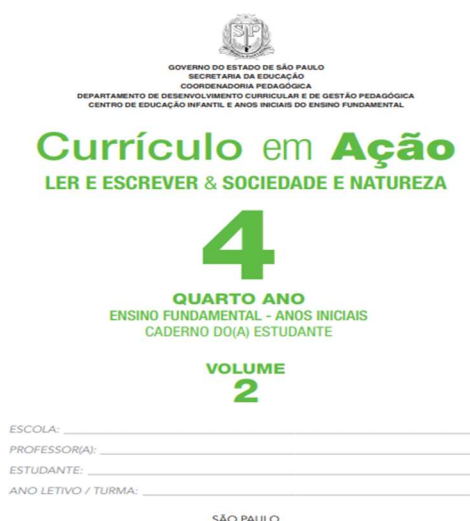 SP
GOVERNO DO ESTADO DE SÃO PAULO
SECRETARIA DA EDUCAÇÃO
COORDENADORIA PEDAGÓGICA
DEPARTAMENTO DE DESENVOLVIMENTO CURRICULAR E DE GESTÃO PEDAGÓGICA
CENTRO DE EDUCAÇÃO INFANTIL E ANOS INICIAIS DO ENSINO FUNDAMENTAL
Currículo em Ação
LER E ESCREVER & SOCIEDADE E NATUREZA
4
QUARTO ANO
ENSINO FUNDAMENTAL - ANOS INICIAIS
CADERNO DO(A) ESTUDANTE
VOLUME
2
ESCOLA:
PROFESSOR(A):
ESTUDANTE:
ANO LETIVO / TURMA:
SÃO PAULO